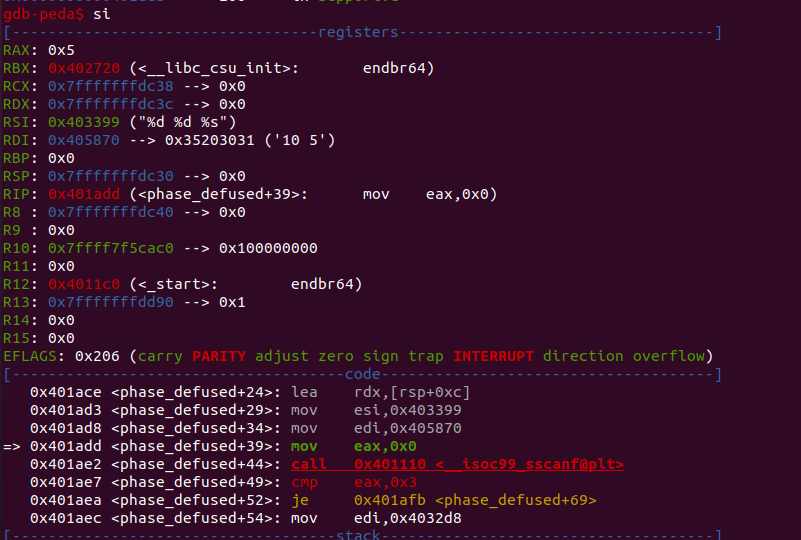 gdb-peda$ si
[----------------------------------registers-----------------------------------]
RAX: 0x5
RBX: 0x402720 (<__libc_csu_init>:       endbr64)
RCX: 0x7fffffffdc38 --> 0x0
RDX: 0x7fffffffdc3c --> 0x0
RSI: 0x403399 ("%d %d %s")
RDI: 0x405870 --> 0x35203031 ('10 5')
RBP: 0x0
RSP: 0x7fffffffdc30 --> 0x0
RIP: 0x401add (<phase_defused+39>:      mov    eax,0x0)
R8 : 0x7fffffffdc40 --> 0x0
R9 : 0x0
R10: 0x7ffff7f5cac0 --> 0x100000000
R11: 0x0
R12: 0x4011c0 (<_start>:        endbr64)
R13: 0x7fffffffdd90 --> 0x1
R14: 0x0
R15: 0x0
EFLAGS: 0x206 (carry PARITY adjust zero sign trap INTERRUPT direction overflow)
[-------------------------------------code-------------------------------------]
   0x401ace <phase_defused+24>: lea    rdx,[rsp+0xc]
   0x401ad3 <phase_defused+29>: mov    esi,0x403399
   0x401ad8 <phase_defused+34>: mov    edi,0x405870
=> 0x401add <phase_defused+39>: mov    eax,0x0
   0x401ae2 <phase_defused+44>: call   0x401110 <__isoc99_sscanf@plt>
   0x401ae7 <phase_defused+49>: cmp    eax,0x3
   0x401aea <phase_defused+52>: je     0x401afb <phase_defused+69>
   0x401aec <phase_defused+54>: mov    edi,0x4032d8
[------------------------------------stack-------------------------------------]